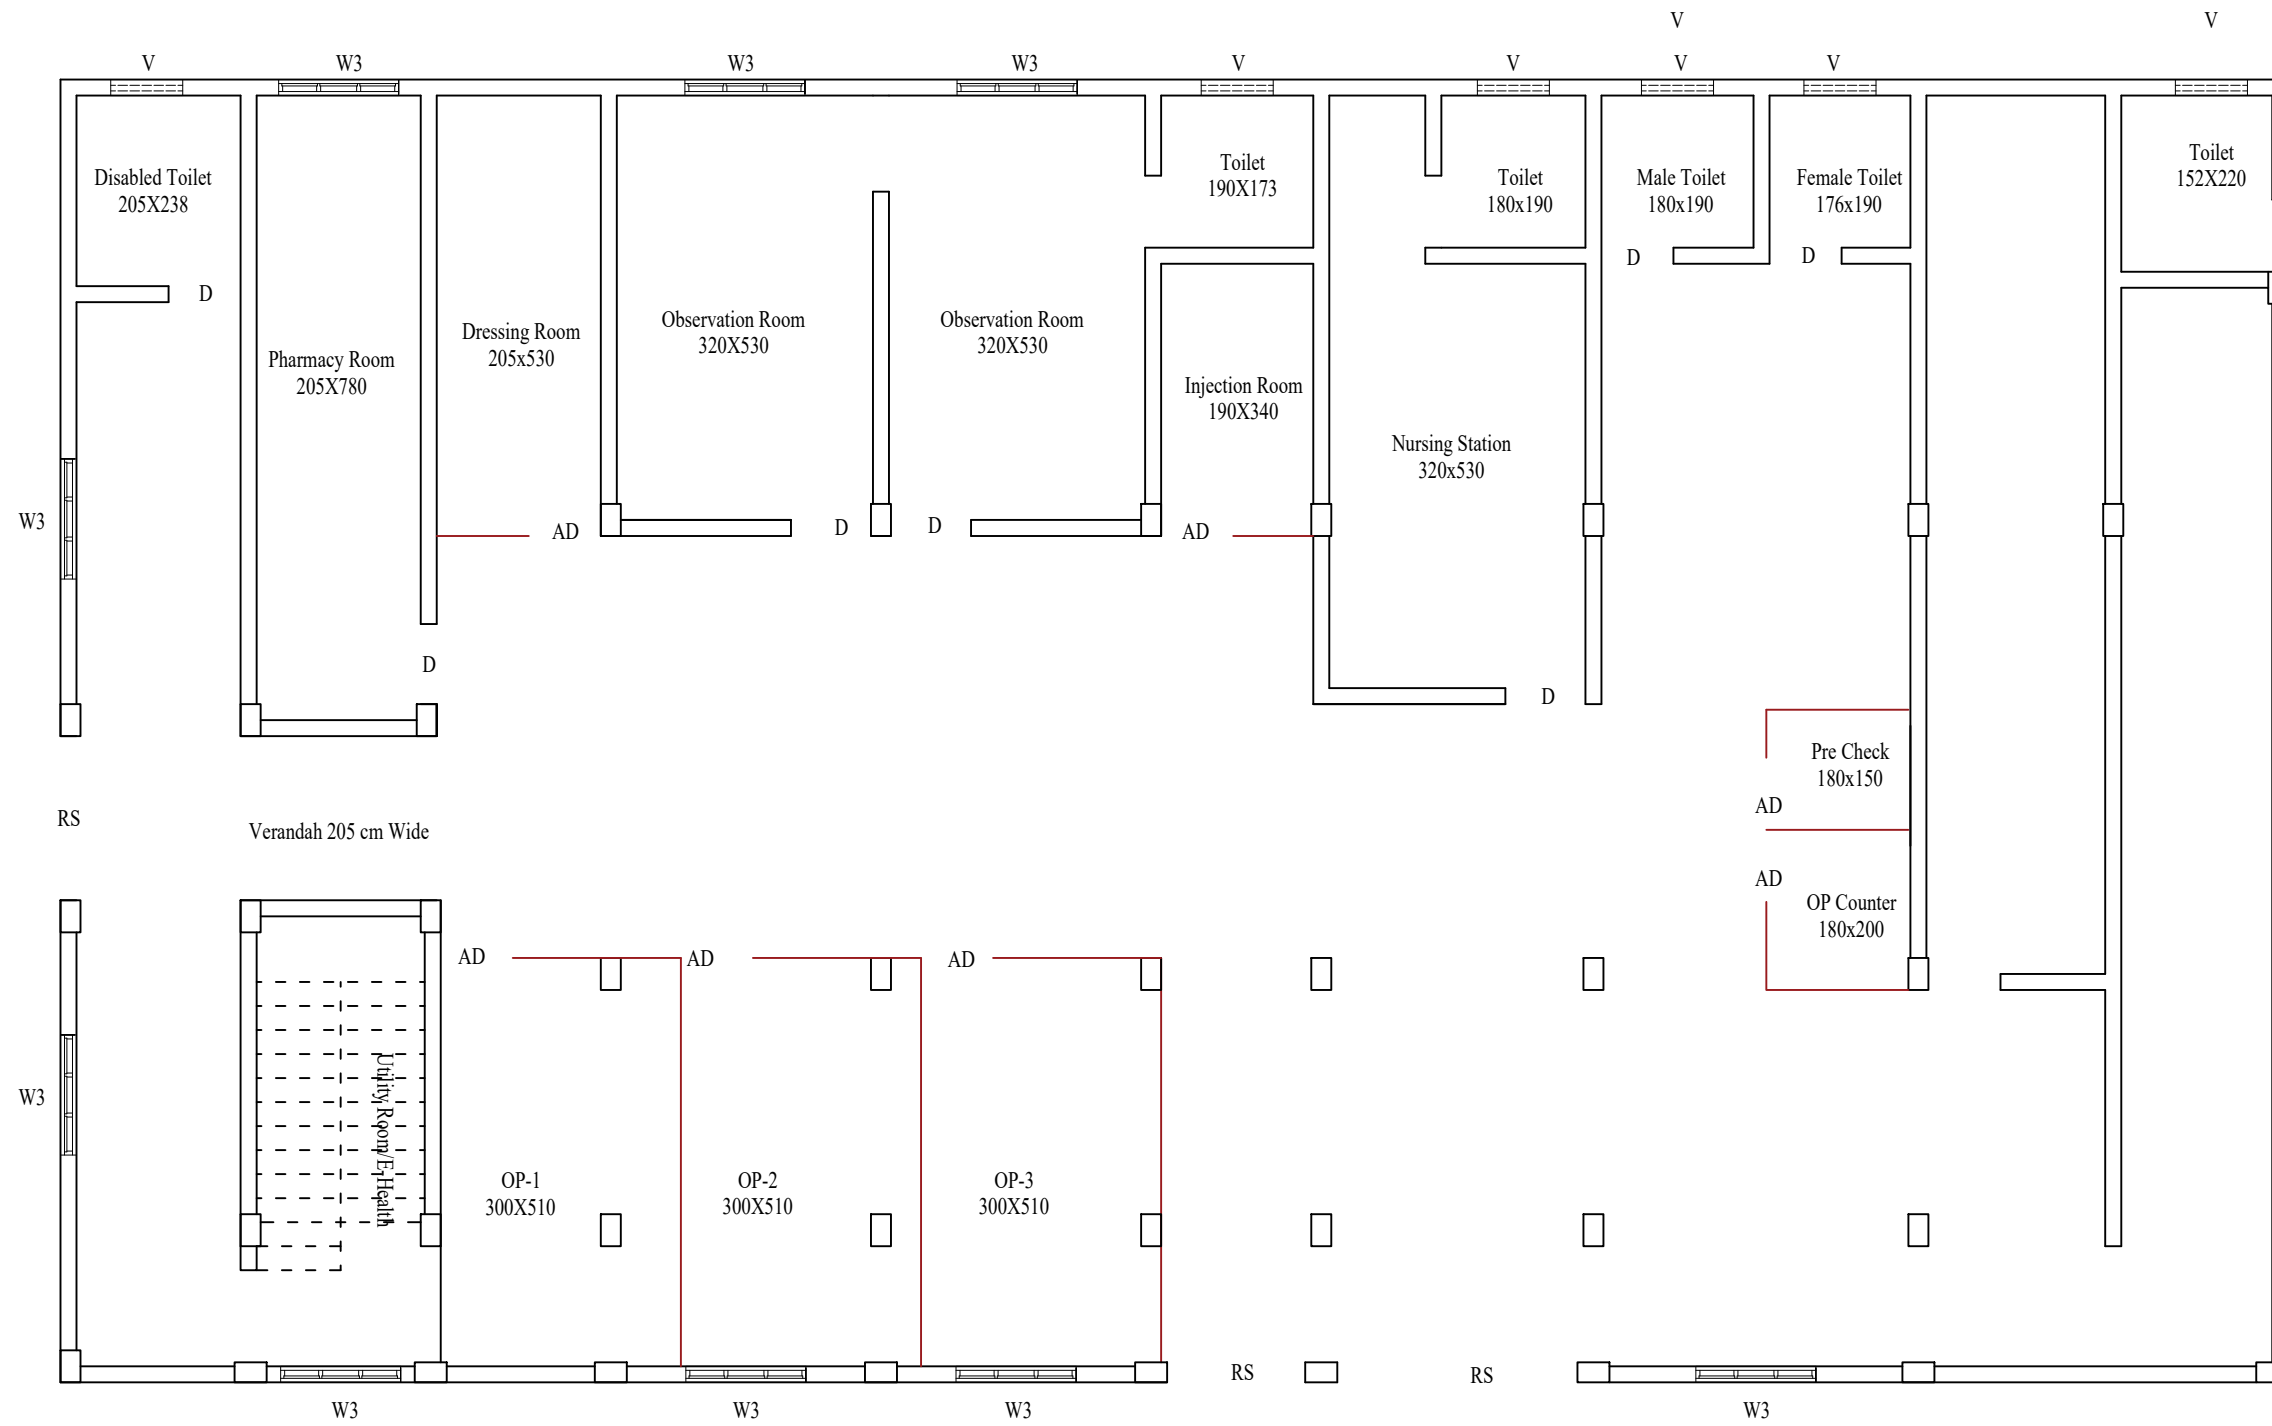 V
V
V
W3
W3
W3
V
V
V
V
Disabled Toilet
205X238
Toilet
190X173
Toilet
180x190
Male Toilet
180x190
Female Toilet
176x190
Toilet
152X220
D
D
D
Pharmacy Room
205X780
Dressing Room
205x530
Observation Room
320X530
Observation Room
320X530
Injection Room
190X340
Nursing Station
320x530
W3
AD
D
D
AD
D
D
Pre Check
180x150
AD
RS
Verandah 205 cm Wide
AD
OP Counter
180x200
AD
AD
AD
Utility Room/E-Health
W3
OP-1
300X510
OP-2
300X510
OP-3
300X510
RS
RS
W3
W3
W3
W3